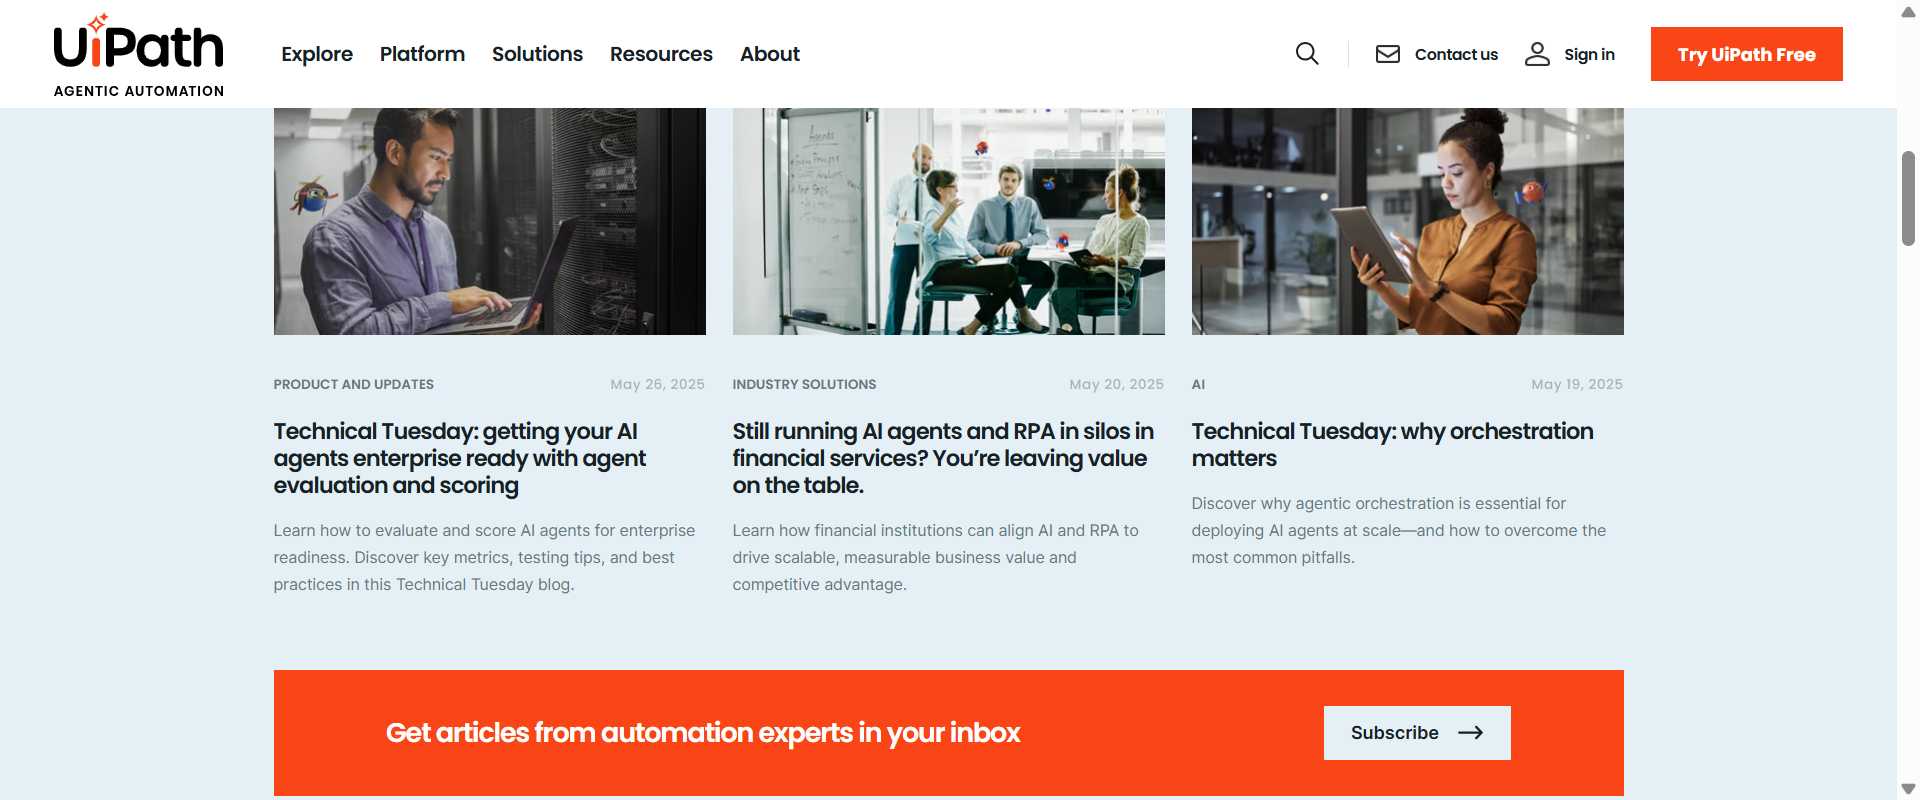 UiPath
AGENTIC AUTOMATION
Explore
Platform
Solutions
Resources
About
Contact us
Sign in
Try UiPath Free
Agents
PRODUCT AND UPDATES
May 26, 2025
Technical Tuesday: getting your AI
agents enterprise ready with agent
evaluation and scoring
Learn how to evaluate and score AI agents for enterprise
readiness. Discover key metrics, testing tips, and best
practices in this Technical Tuesday blog.
INDUSTRY SOLUTIONS
May 20, 2025
Still running AI agents and RPA in silos in
financial services? You’re leaving value
on the table.
Learn how financial institutions can align AI and RPA to
drive scalable, measurable business value and
competitive advantage.
AI
May 19, 2025
Technical Tuesday: why orchestration
matters
Discover why agentic orchestration is essential for
deploying AI agents at scale—and how to overcome the
most common pitfalls.
Get articles from automation experts in your inbox
Subscribe